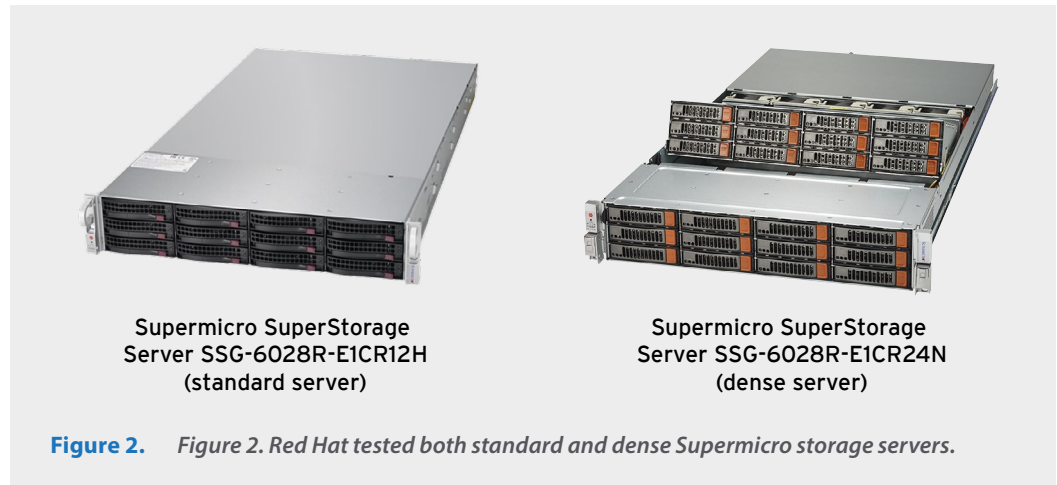 Supermicro SuperStorage
Server SSG-6028R-E1CR12H
(standard server)
Supermicro SuperStorage
Server SSG-6028R-E1CR24N
(dense server)
Figure 2. Figure 2. Red Hat tested both standard and dense Supermicro storage servers.